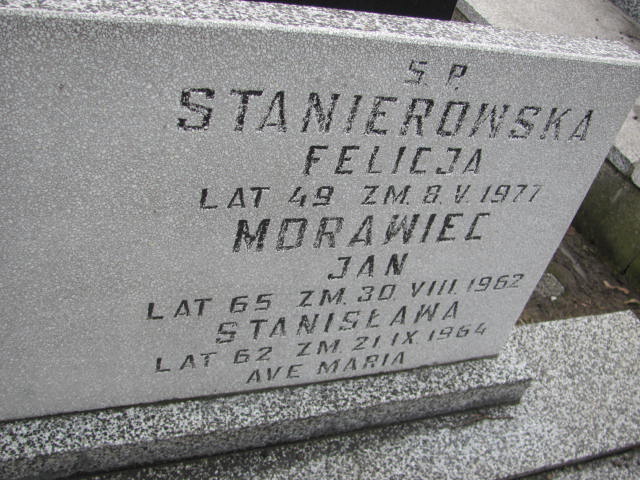 S. P.
STANIEROWSKA
FELICJA
LAT 49 ZM. 8. V. 1977
MORAWIEC
JAN
LAT 65 ZM. 30. VIII. 1962
STANISŁAWA
LAT 62 ZM. 21 IX. 1964
AVE MARIA